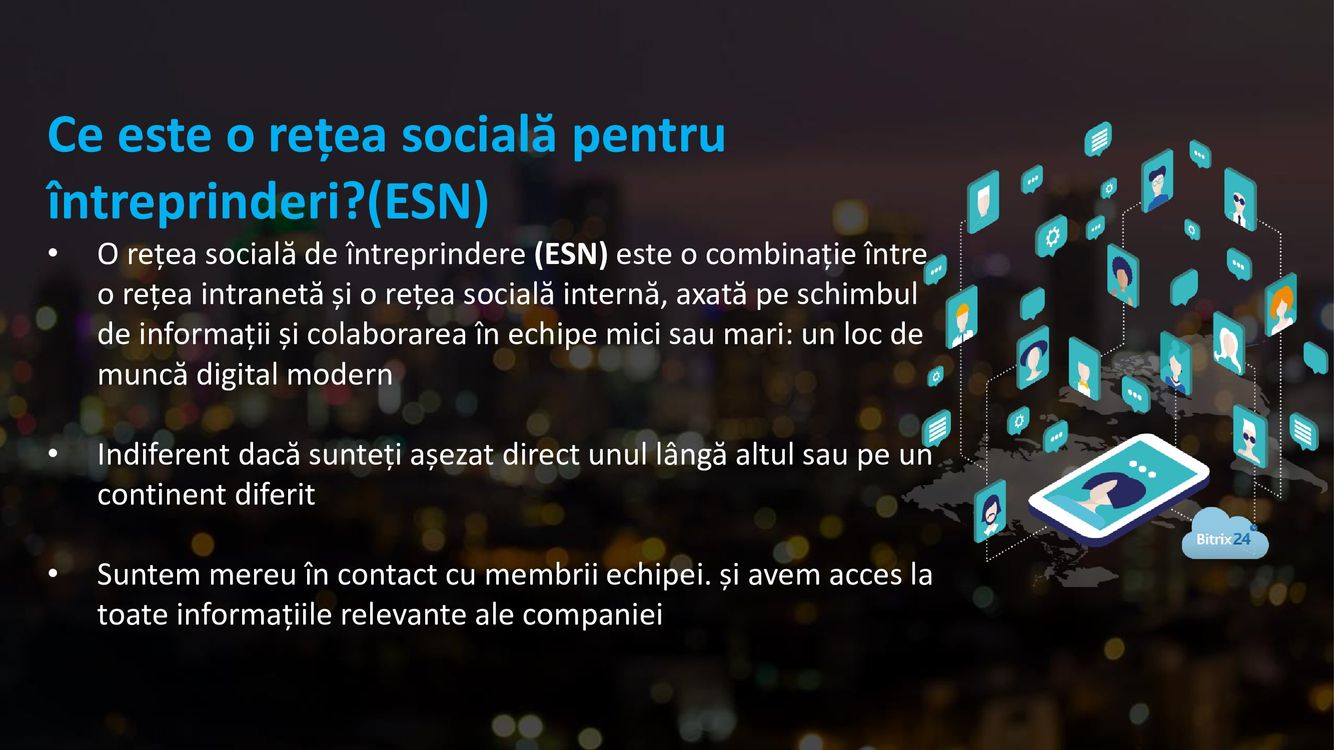 Ce este o rețea socială pentru
întreprinderi?(ESN)
• O rețea socială de întreprindere (ESN) este o combinație între
o rețea intranetă și o rețea socială internă, axată pe schimbul
de informații și colaborarea în echipe mici sau mari: un loc de
muncă digital modern
• Indiferent dacă sunteți așezat direct unul lângă altul sau pe un
continent diferit
• Suntem mereu în contact cu membrii echipei. și avem acces la
toate informațiile relevante ale companiei
Bitrix24